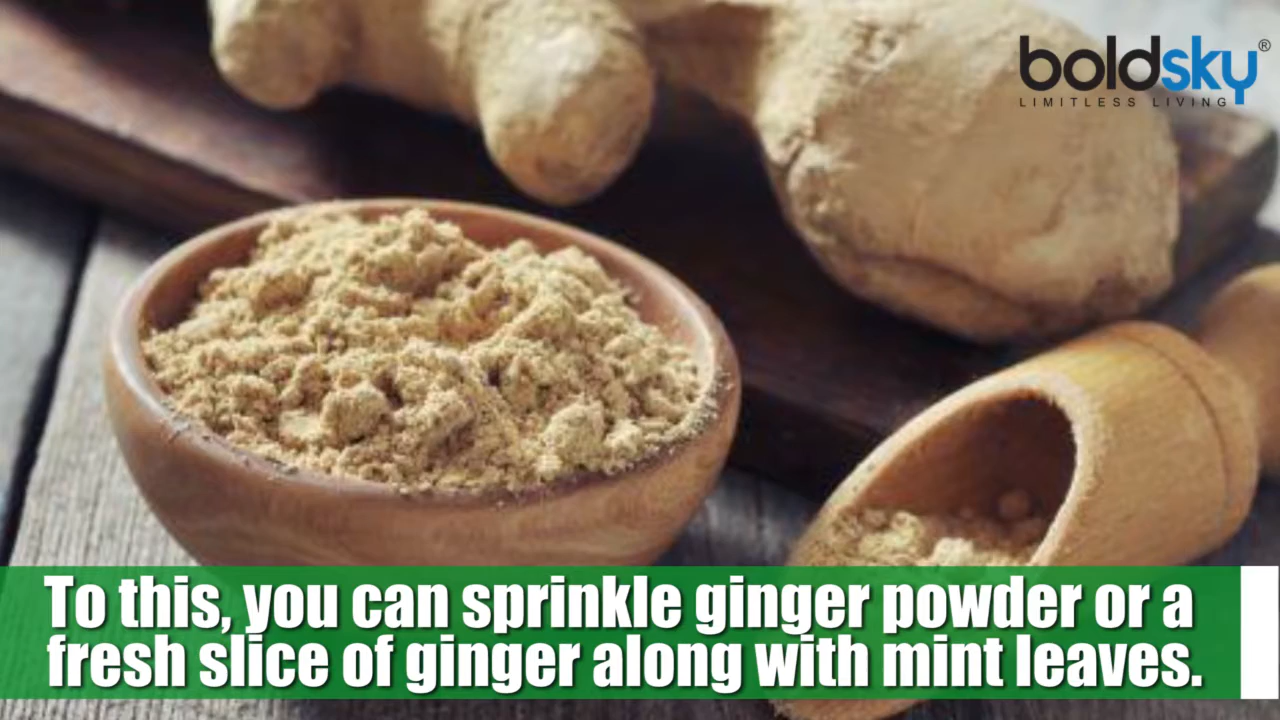 boldsky®
LIMITLESS LIVING
To this, you can sprinkle ginger powder or a
fresh slice of ginger along with mint leaves.